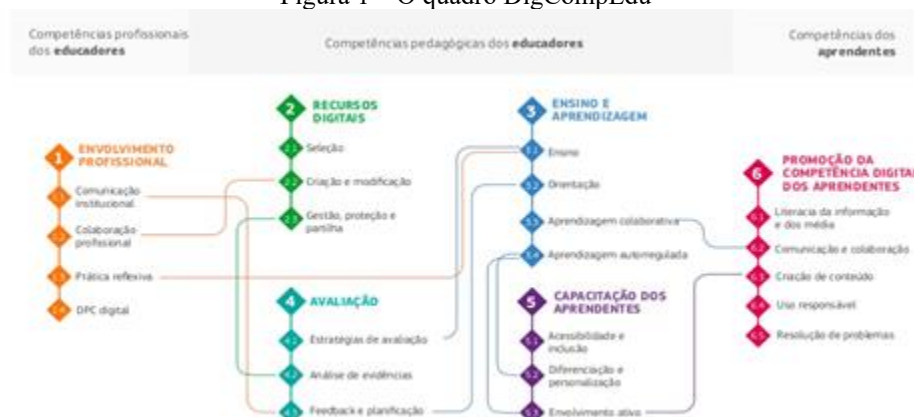 Figura 1 – O quadro DigCompEdu
Competências profissionais
dos educadores
Competências pedagógicas dos educadores
Competências dos
aprendentes
1
ENVOLVIMENTO
PROFISSIONAL
1.1 Comunicação
institucional
1.2 Colaboração
profissional
1.3 Prática reflexiva
1.4 DPC digital
2
RECURSOS
DIGITAIS
2.1 Seleção
2.2 Criação e modificação
2.3 Gestão, proteção e
partilha
3
ENSINO E
APRENDIZAGEM
3.1 Ensino
3.2 Orientação
3.3 Aprendizagem colaborativa
3.4 Aprendizagem autorregulada
4
AVALIAÇÃO
4.1 Estratégias de avaliação
4.2 Análise de evidências
4.3 Feedback e planificação
5
CAPACITAÇÃO DOS
APRENDENTES
5.1 Acessibilidade e
inclusão
5.2 Diferenciação e
personalização
5.3 Envolvimento ativo
6
PROMOÇÃO DA
COMPETÊNCIA DIGITAL
DOS APRENDENTES
6.1 Literacia da informação
e dos média
6.2 Comunicação e colaboração
6.3 Criação de conteúdo
6.4 Uso responsável
6.5 Resolução de problemas